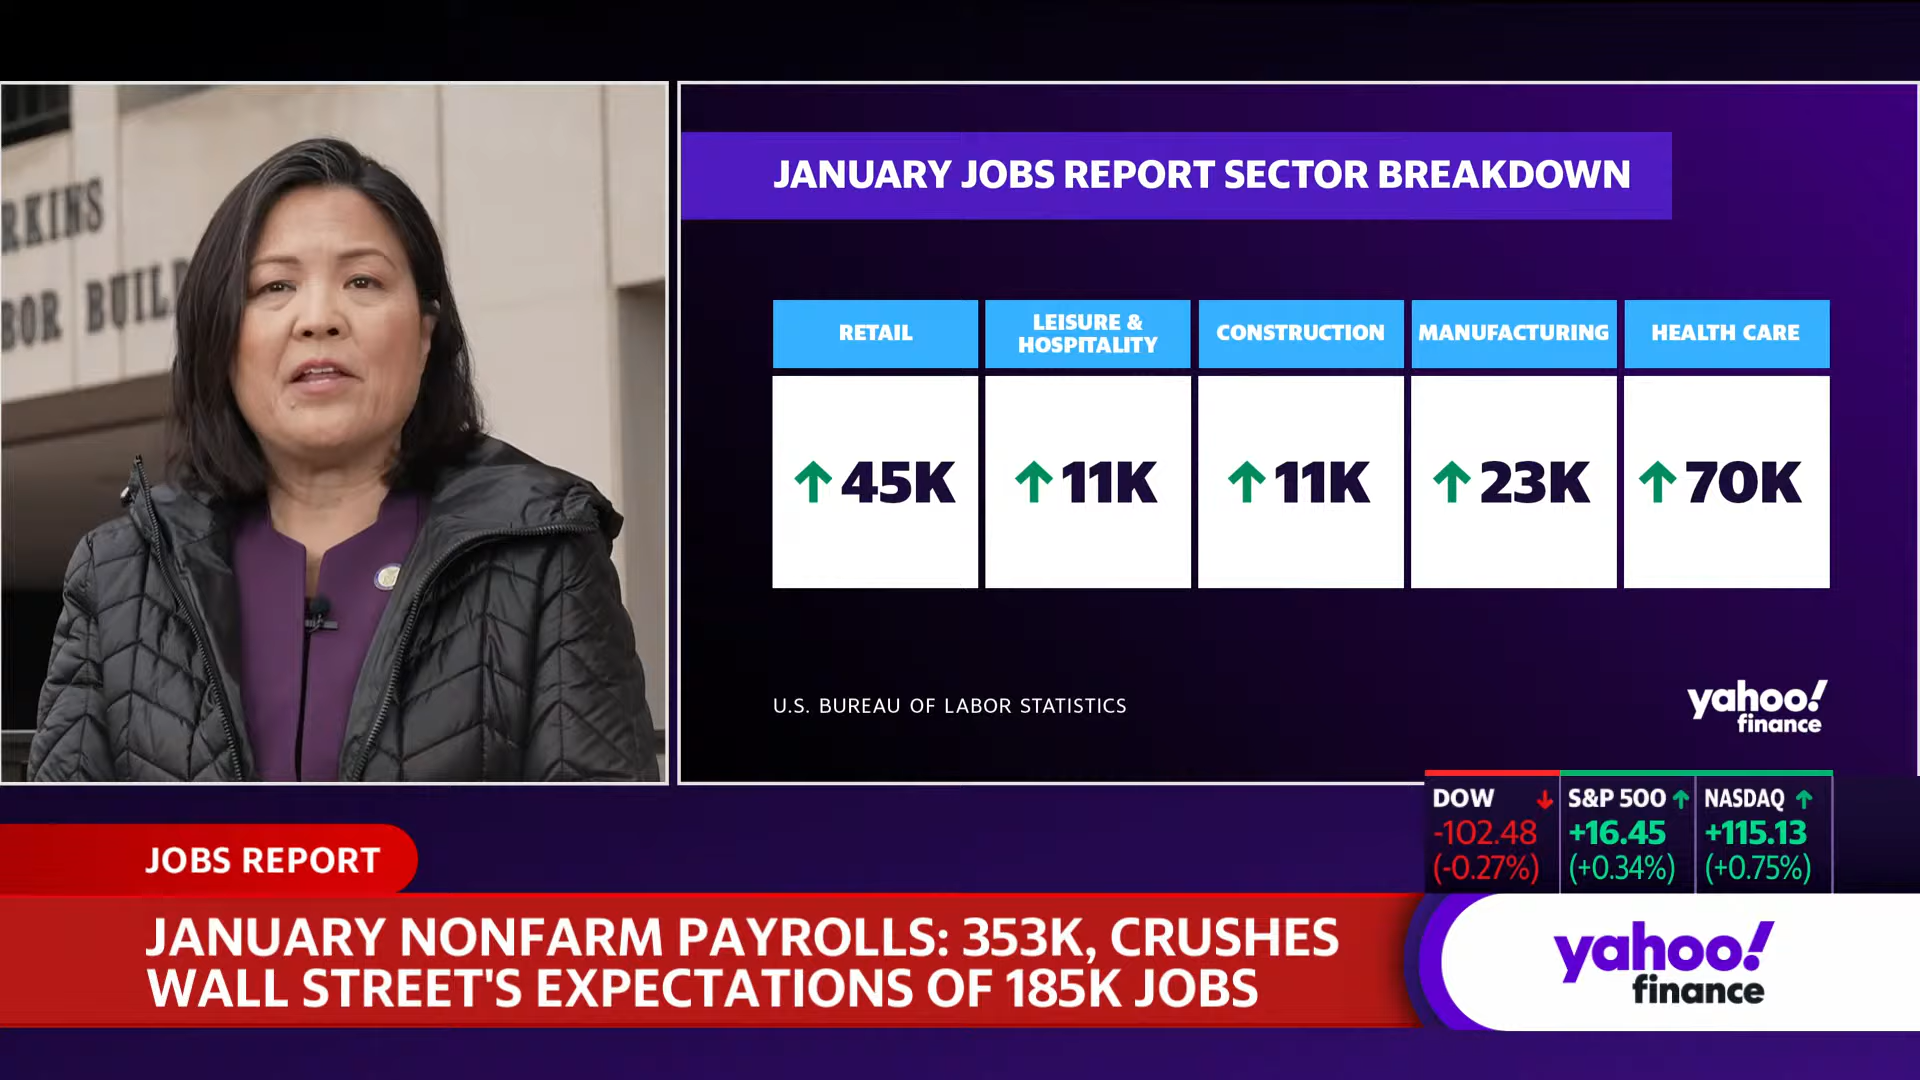 RKINS
BOR BUILD
JANUARY JOBS REPORT SECTOR BREAKDOWN
RETAIL
↑45K
LEISURE &
HOSPITALITY
↑11K
CONSTRUCTION
↑11K
MANUFACTURING
↑23K
HEALTH CARE
↑70K
U.S. BUREAU OF LABOR STATISTICS
yahoo!
finance
DOW ↓
-102.48
(-0.27%)
S&P 500 ↑
+16.45
(+0.34%)
NASDAQ ↑
+115.13
(+0.75%)
JOBS REPORT
JANUARY NONFARM PAYROLLS: 353K, CRUSHES
WALL STREET'S EXPECTATIONS OF 185K JOBS
yahoo!
finance